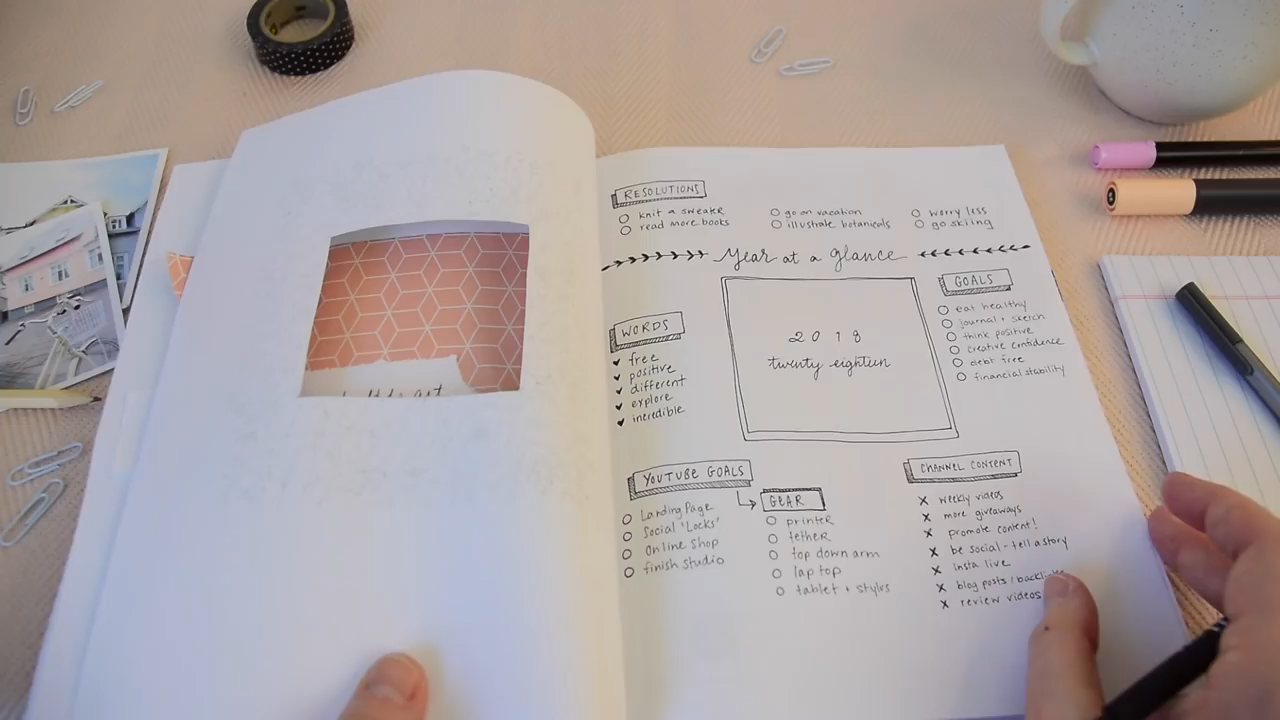 RESOLUTIONS
knit a sweater
read more books
go on vacation
illustrate botanicals
worry less
go skiing
Year at a glance
WORDS
free
positive
different
explore
incredible
2018
twenty eighteen
GOALS
eat healthy
journal + sketch
think positive
creative confidence
debt free
financial stability
YOUTUBE GOALS
Landing Page
Social 'Locks'
Online Shop
finish studio
GEAR
printer
tether
top down arm
lap top
tablet + stylus
CHANNEL CONTENT
weekly videos
more giveaways
promote content!
be social - tell a story
insta live
blog posts / backlinks
review videos